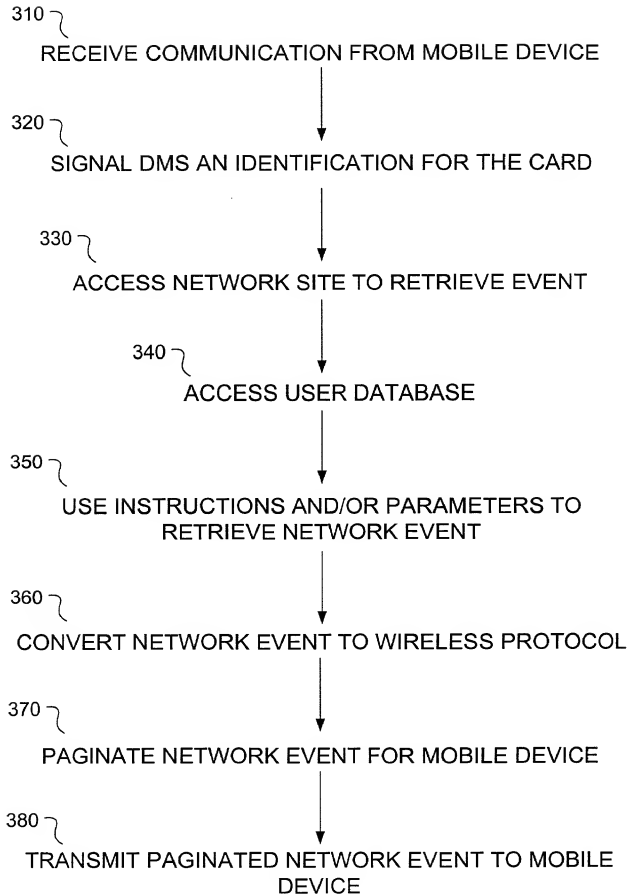 310
RECEIVE COMMUNICATION FROM MOBILE DEVICE
320
SIGNAL DMS AN IDENTIFICATION FOR THE CARD
330
ACCESS NETWORK SITE TO RETRIEVE EVENT
340
ACCESS USER DATABASE
350
USE INSTRUCTIONS AND/OR PARAMETERS TO
RETRIEVE NETWORK EVENT
360
CONVERT NETWORK EVENT TO WIRELESS PROTOCOL
370
PAGINATE NETWORK EVENT FOR MOBILE DEVICE
380
TRANSMIT PAGINATED NETWORK EVENT TO MOBILE
DEVICE